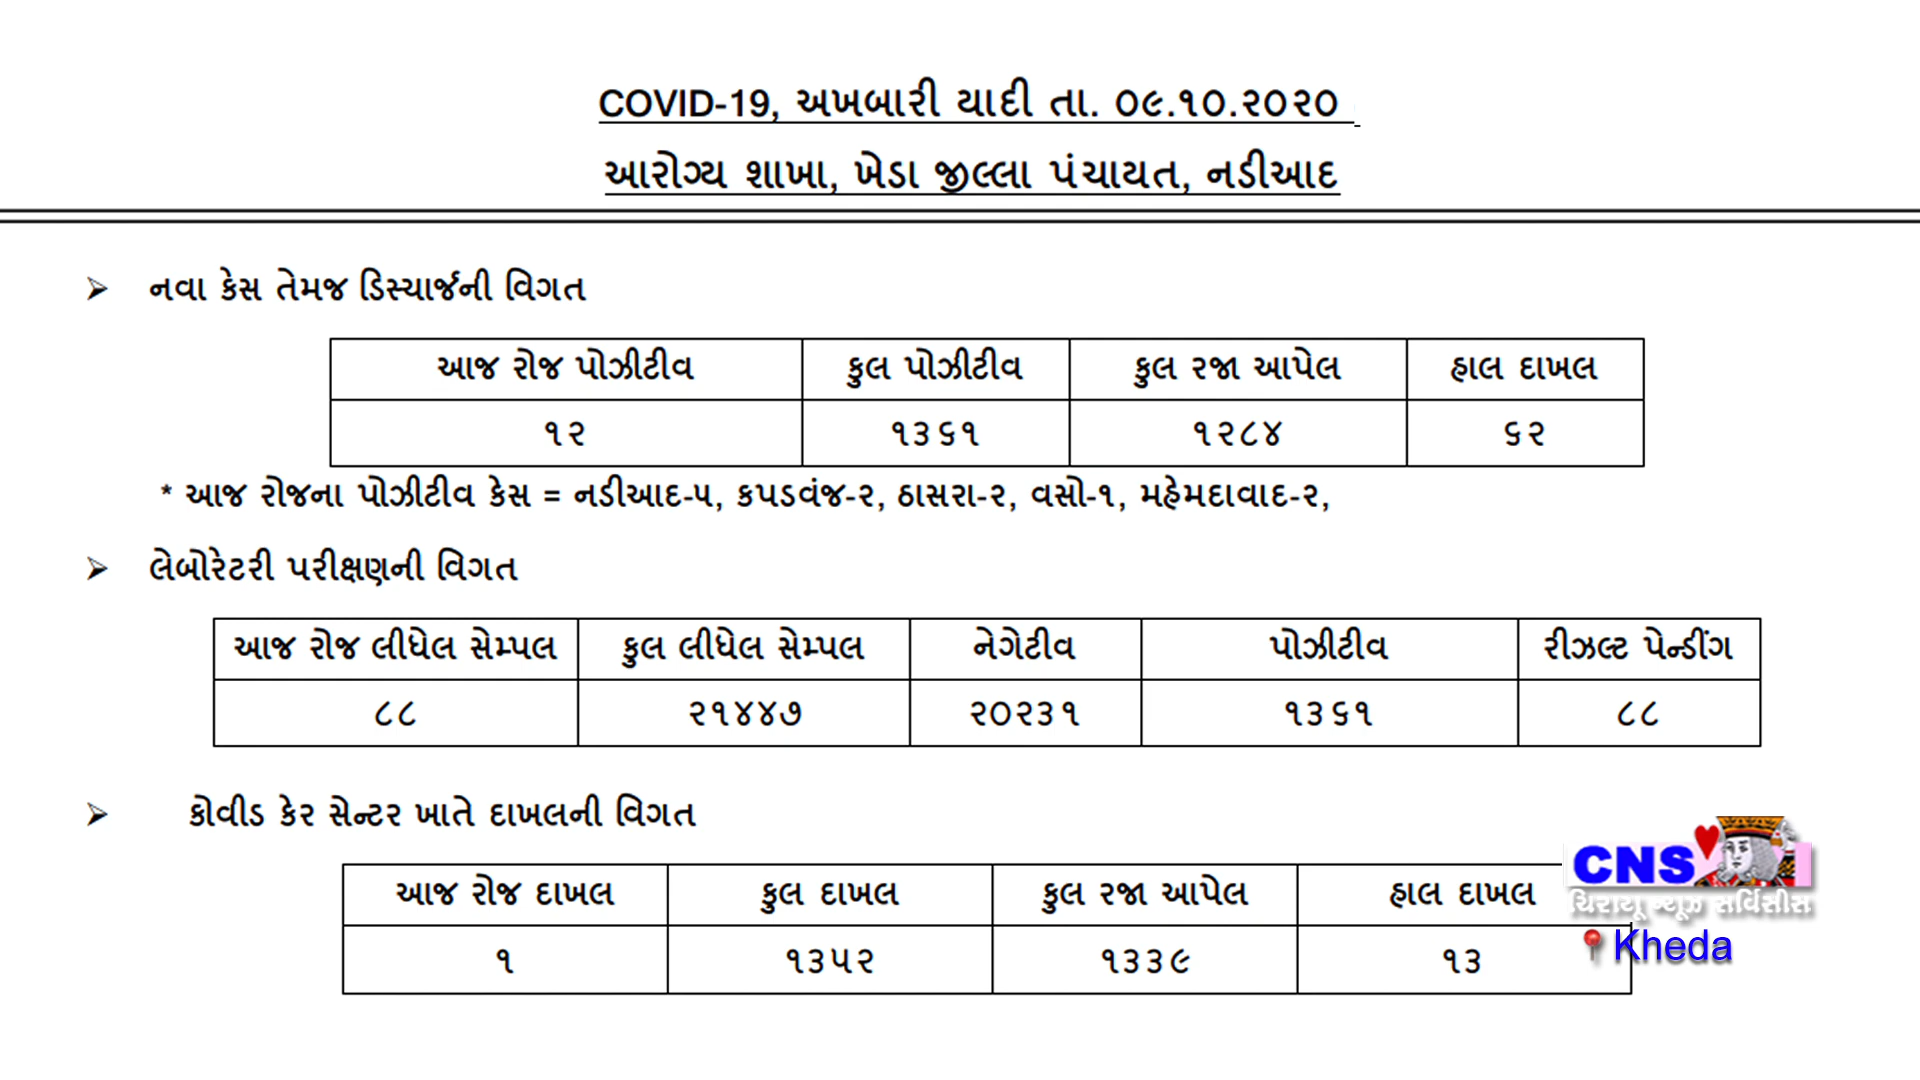 COVID-19, અખબારી યાદી તા. ૦૯.૧૦.૨૦૨૦
આરોગ્ય શાખા, ખેડા જીલ્લા પંચાયત, નડીઆદ
➢ નવા કેસ તેમજ ડિસ્ચાર્જની વિગત
આજ રોજ પોઝીટીવ કુલ પોઝીટીવ કુલ રજા આપેલ હાલ દાખલ
૧૨ ૧૩૬૧ ૧૨૮૪ ૬૨
* આજ રોજના પોઝીટીવ કેસ = નડીઆદ-૫, કપડવંજ-૨, ઠાસરા-૨, વસો-૧, મહેમદાવાદ-૨,
➢ લેબોરેટરી પરીક્ષણની વિગત
આજ રોજ લીધેલ સેમ્પલ કુલ લીધેલ સેમ્પલ નેગેટીવ પોઝીટીવ રીઝલ્ટ પેન્ડીંગ
૮૮ ૨૧૪૪૭ ૨૦૨૩૧ ૧૩૬૧ ૮૮
➢ કોવીડ કેર સેન્ટર ખાતે દાખલની વિગત
આજ રોજ દાખલ કુલ દાખલ કુલ રજા આપેલ હાલ દાખલ
૧ ૧૩૫૨ ૧૩૩૯ ૧૩
CNS
ચિરાયૂ ન્યૂઝ સર્વિસીસ
Kheda